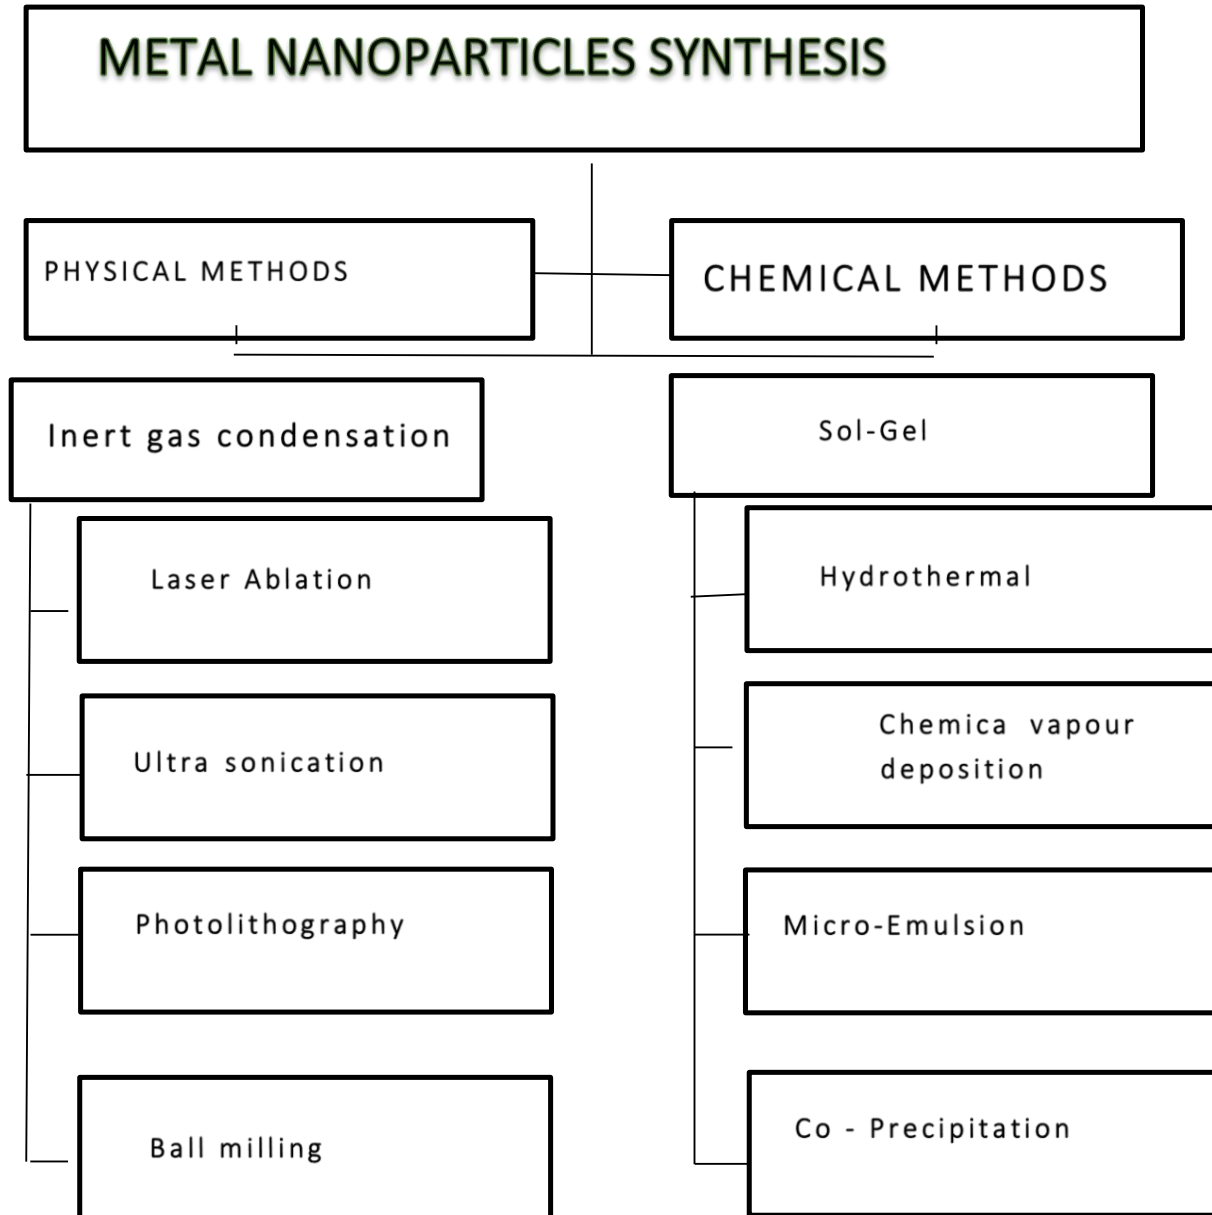 METAL NANOPARTICLES SYNTHESIS
PHYSICAL METHODS
CHEMICAL METHODS
Inert gas condensation
Sol-Gel
Laser Ablation
Hydrothermal
Ultra sonication
Chemica vapour
deposition
Photolithography
Micro-Emulsion
Ball milling
Co - Precipitation